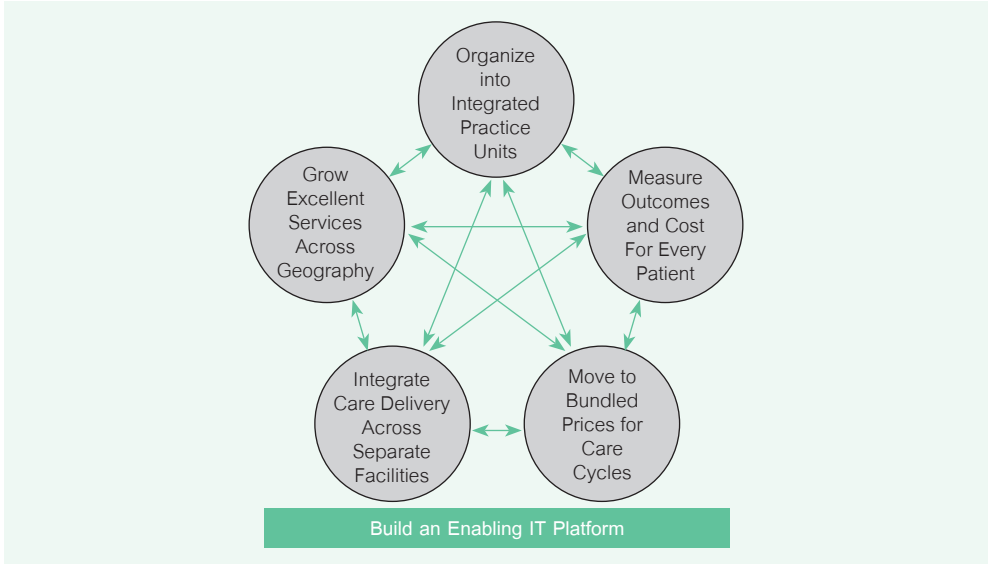 Organize
into
Integrated
Practice
Units
Grow
Excellent
Services
Across
Geography
Measure
Outcomes
and Cost
For Every
Patient
Integrate
Care Delivery
Across
Separate
Facilities
Move to
Bundled
Prices for
Care
Cycles
Build an Enabling IT Platform